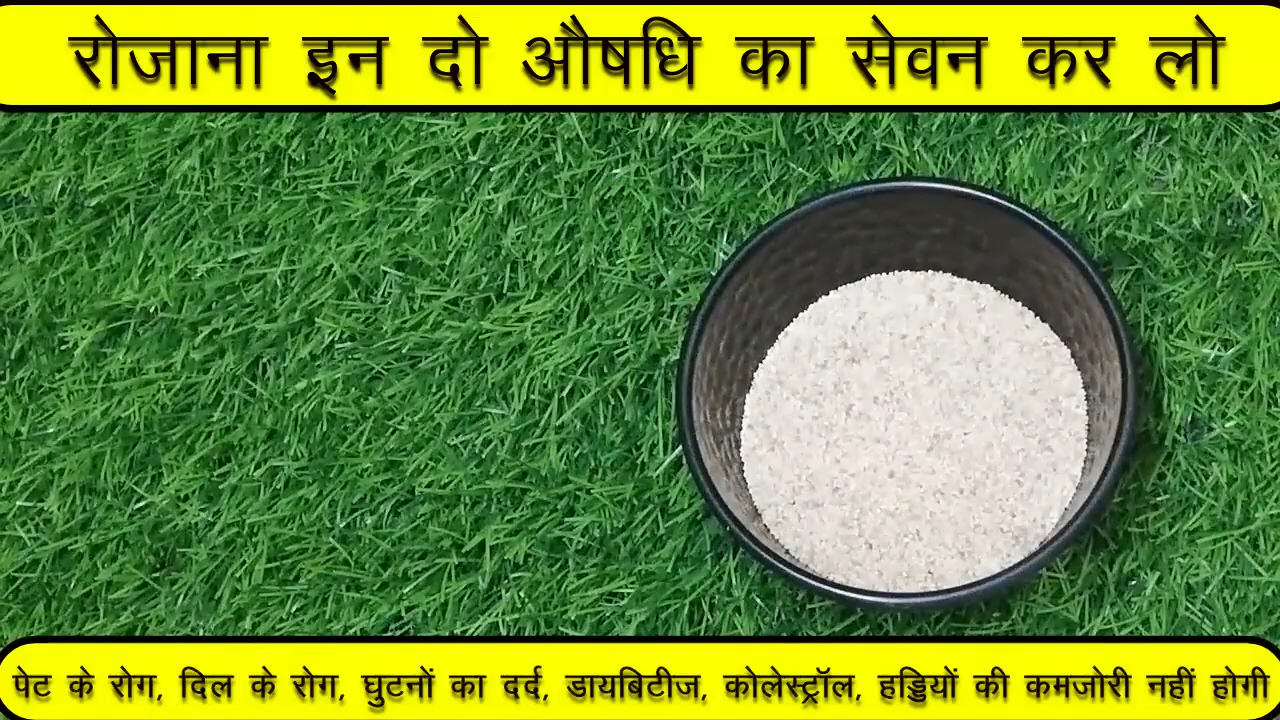 रोजाना इन दो औषधि का सेवन कर लो
पेट के रोग, दिल के रोग, घुटनों का दर्द, डायबिटीज, कोलेस्ट्रॉल, हड्डियों की कमजोरी नहीं होगी